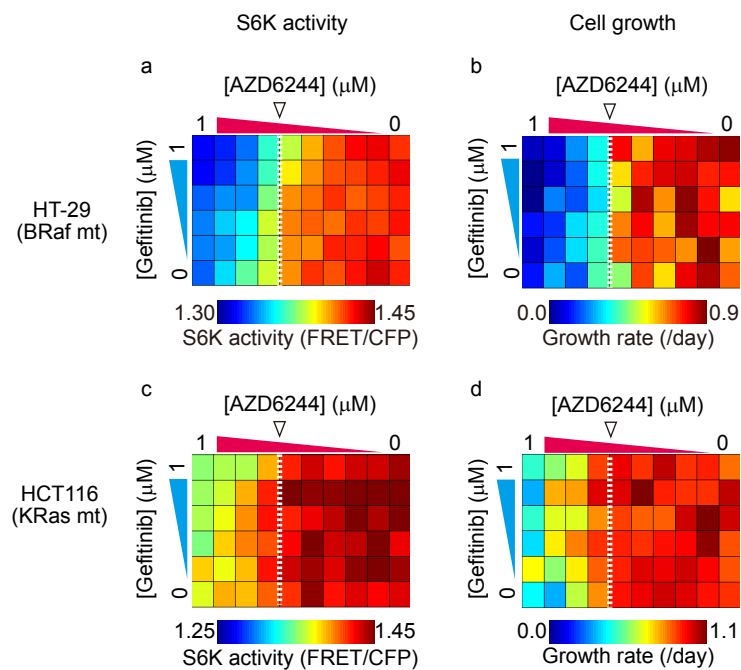 S6K activity
Cell growth
a
b
[AZD6244] (μM)
[AZD6244] (μM)
1
0
1
0
HT-29
(BRaf mt)
[Gefitinib] (μM)
1
0
[Gefitinib] (μM)
1
0
1.30
1.45
S6K activity (FRET/CFP)
0.0
0.9
Growth rate (/day)
c
d
[AZD6244] (μM)
[AZD6244] (μM)
1
0
1
0
HCT116
(KRas mt)
[Gefitinib] (μM)
1
0
[Gefitinib] (μM)
1
0
1.25
1.45
S6K activity (FRET/CFP)
0.0
1.1
Growth rate (/day)